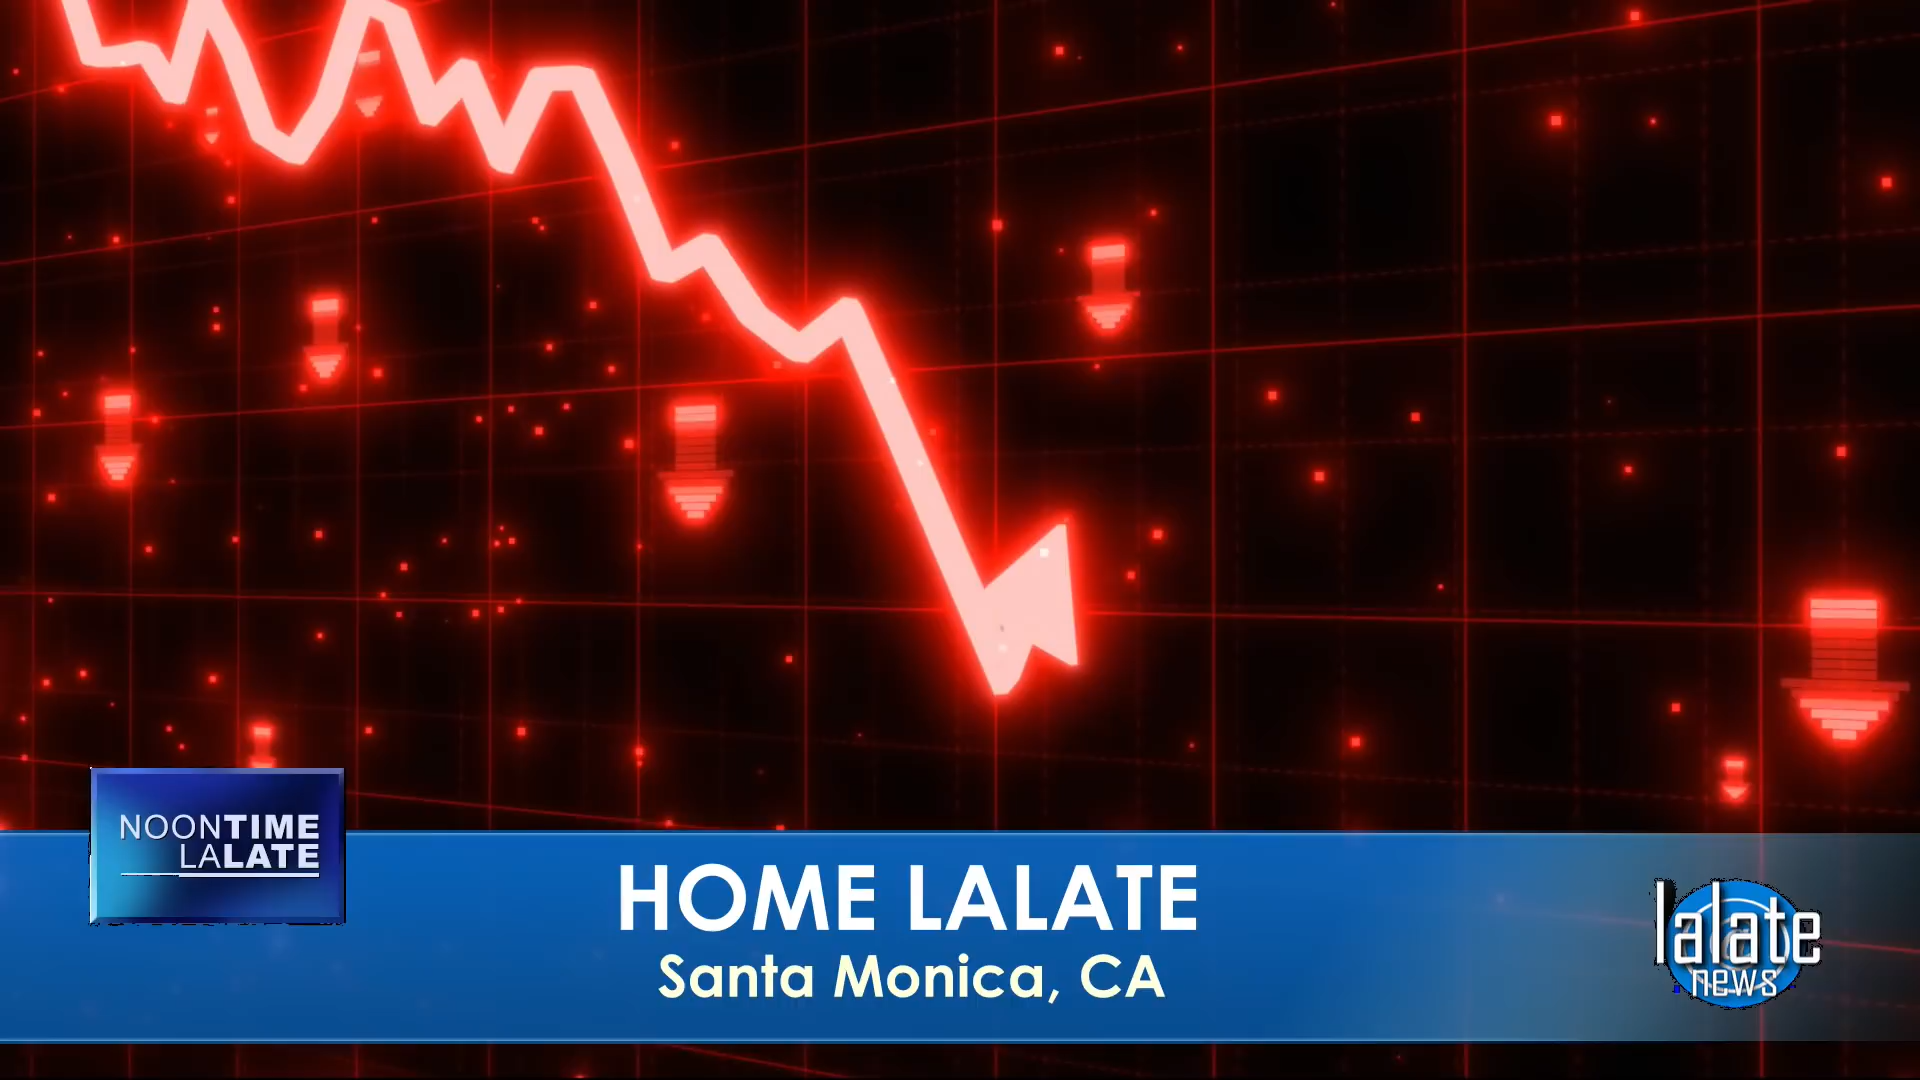 NOONTIME
LALATE
HOME LALATE
Santa Monica, CA
lalate
news